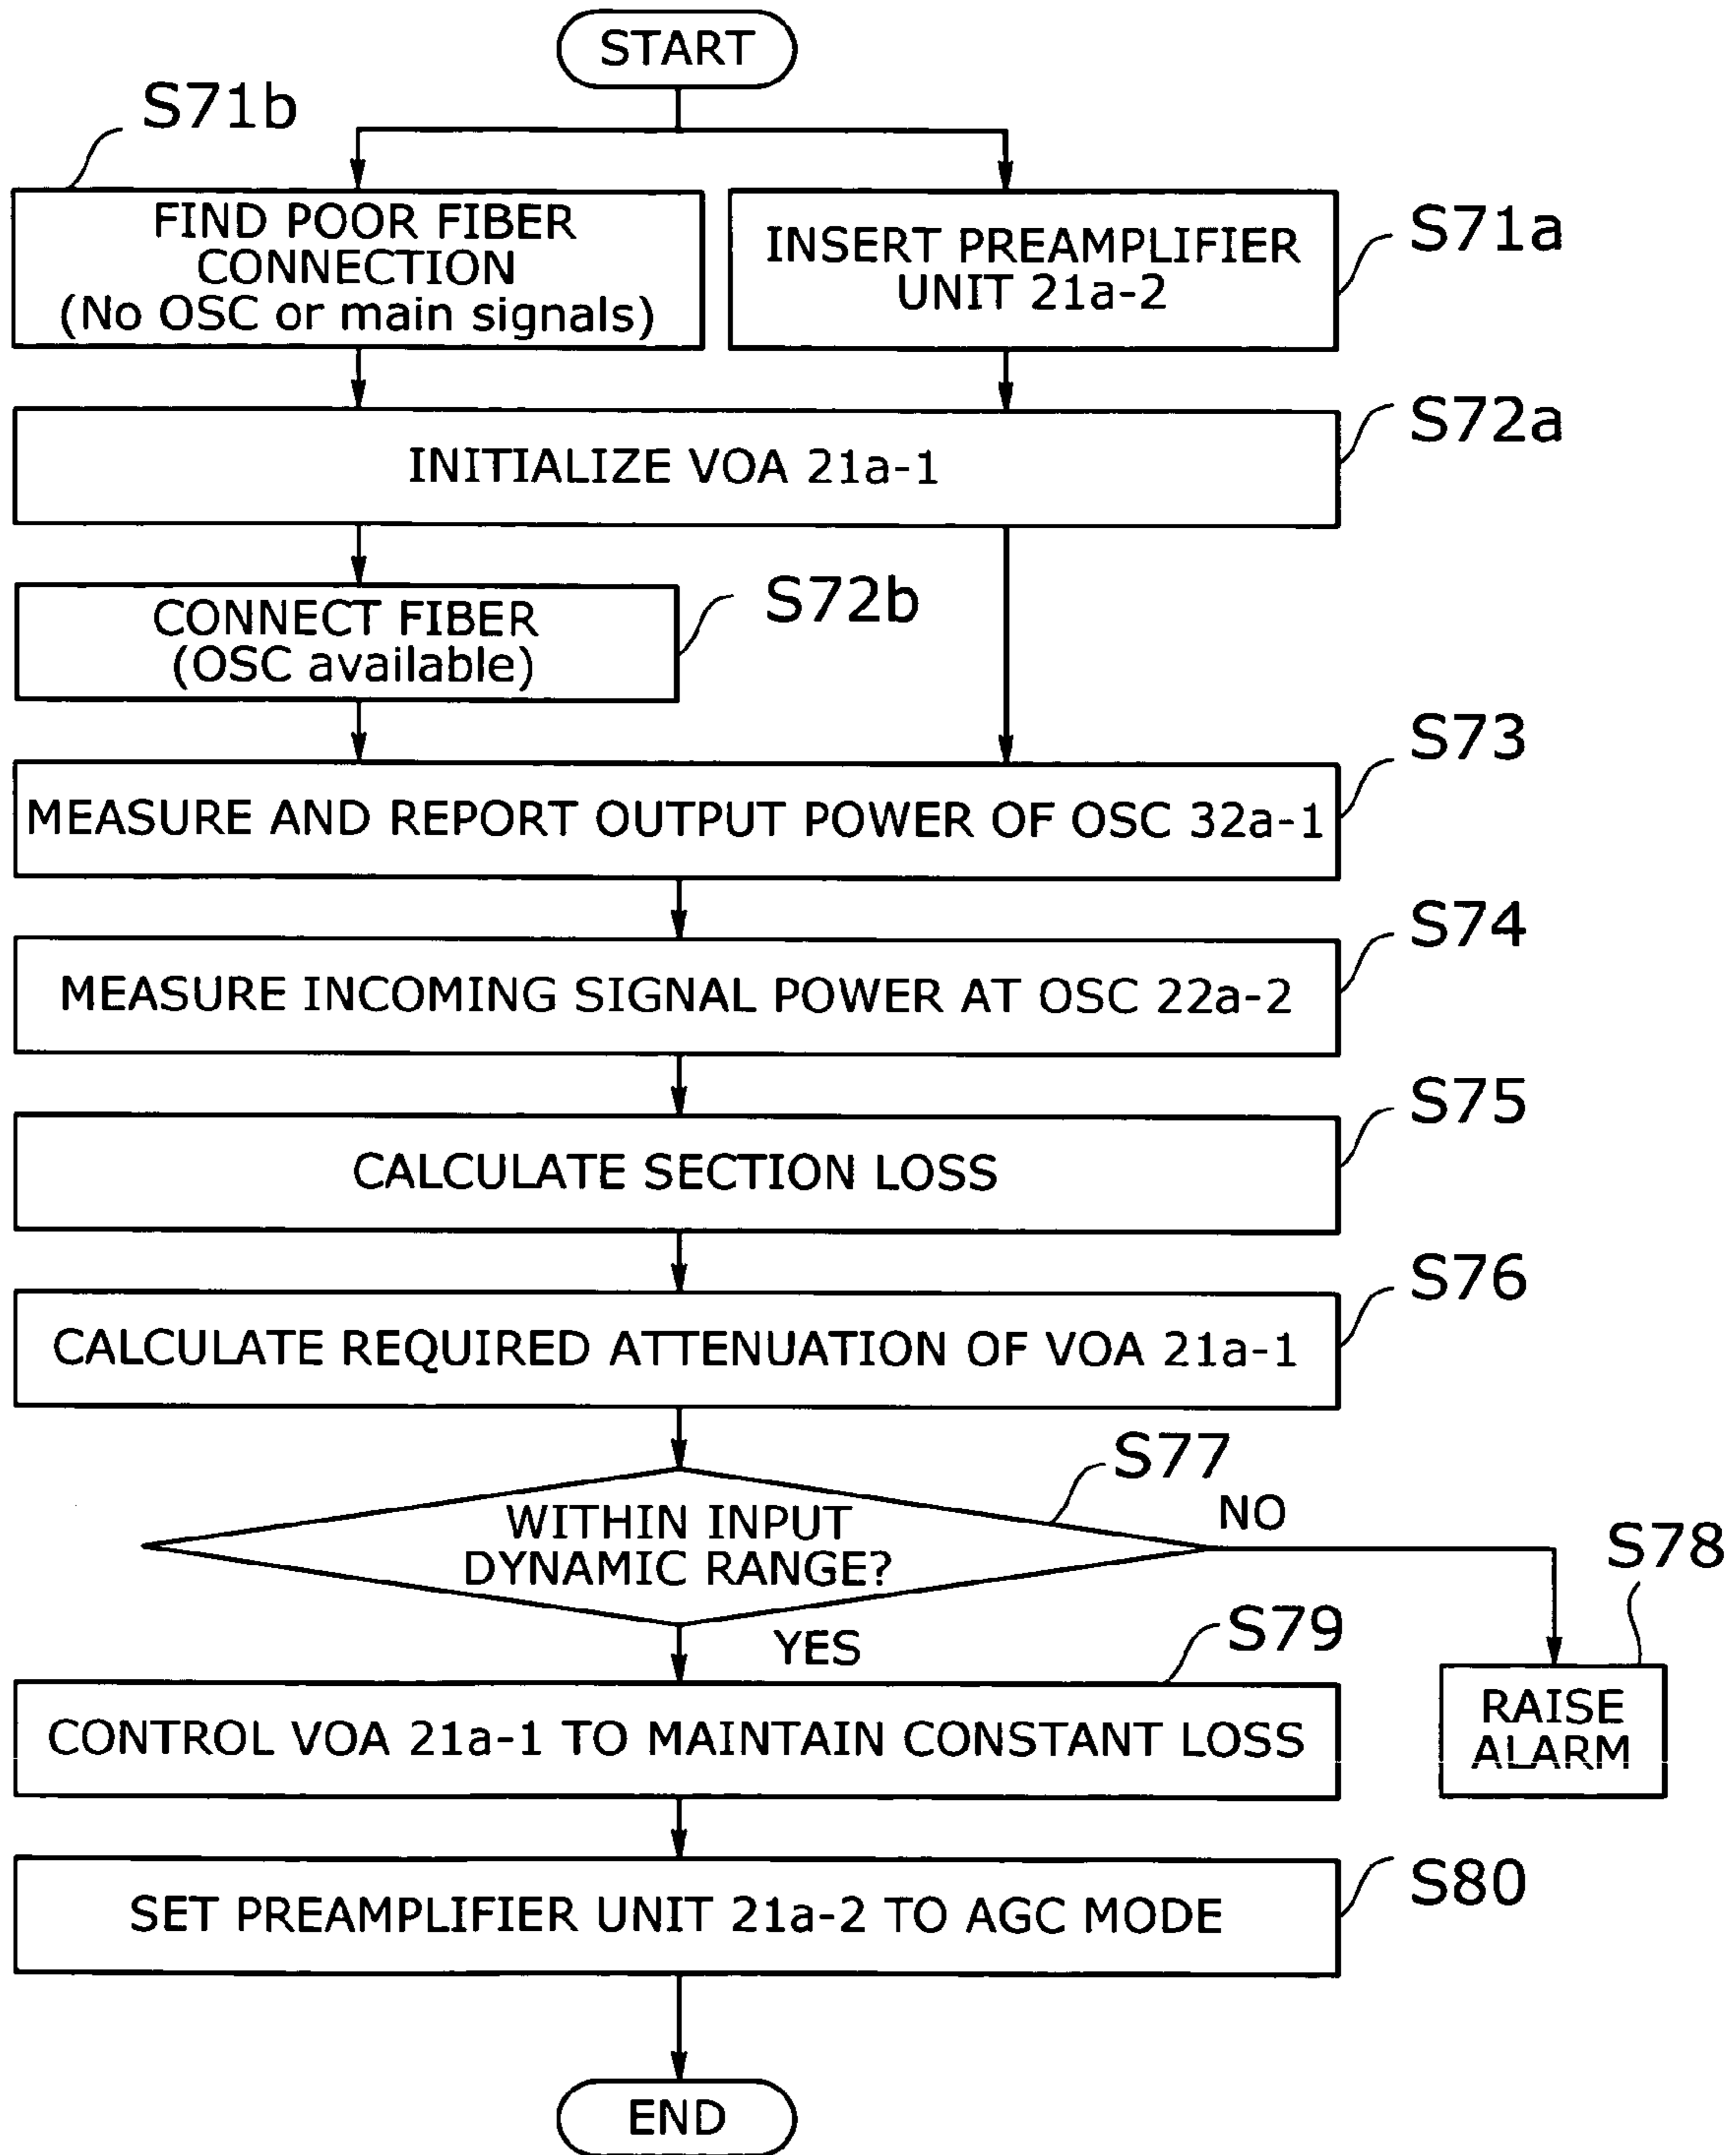 START
S71b
FIND POOR FIBER
CONNECTION
(No OSC or main signals)
INSERT PREAMPLIFIER
UNIT 21a-2
S71a
INITIALIZE VOA 21a-1
S72a
CONNECT FIBER
(OSC available)
S72b
MEASURE AND REPORT OUTPUT POWER OF OSC 32a-1
S73
MEASURE INCOMING SIGNAL POWER AT OSC 22a-2
S74
CALCULATE SECTION LOSS
S75
CALCULATE REQUIRED ATTENUATION OF VOA 21a-1
S76
WITHIN INPUT
DYNAMIC RANGE?
S77
NO
YES
S78
RAISE
ALARM
S79
CONTROL VOA 21a-1 TO MAINTAIN CONSTANT LOSS
SET PREAMPLIFIER UNIT 21a-2 TO AGC MODE
S80
END